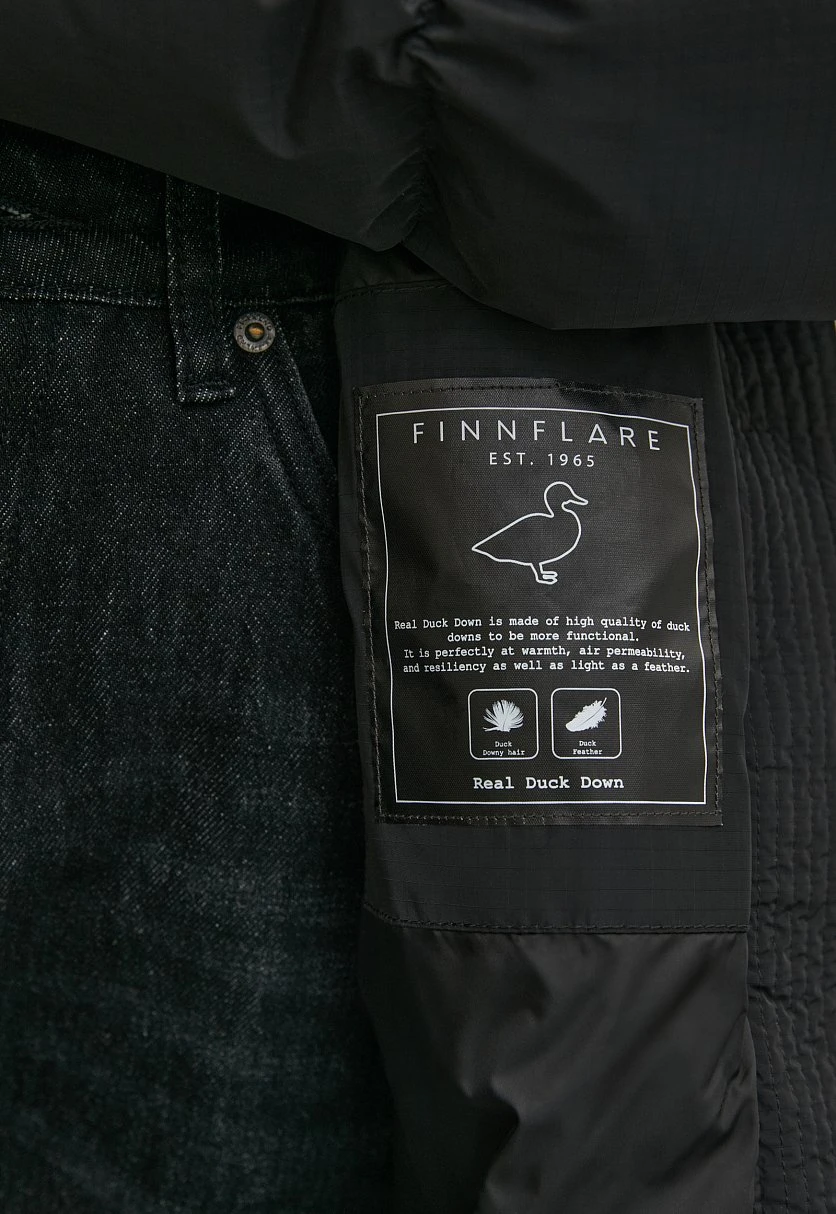 FINNFLARE
EST. 1965
Real Duck Down is made of high quality of duck
downs to be more functional.
It is perfectly at warmth, air permeability,
and resiliency as well as light as a feather.
Duck
Downy hair
Duck
Feather
Real Duck Down